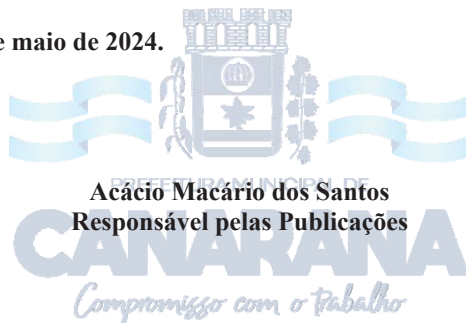 e maio de 2024.
PREFEITURA MUNICIPAL DE
Acácio Macário dos Santos
Responsável pelas Publicações
CANARANA
Compromisso com o trabalho